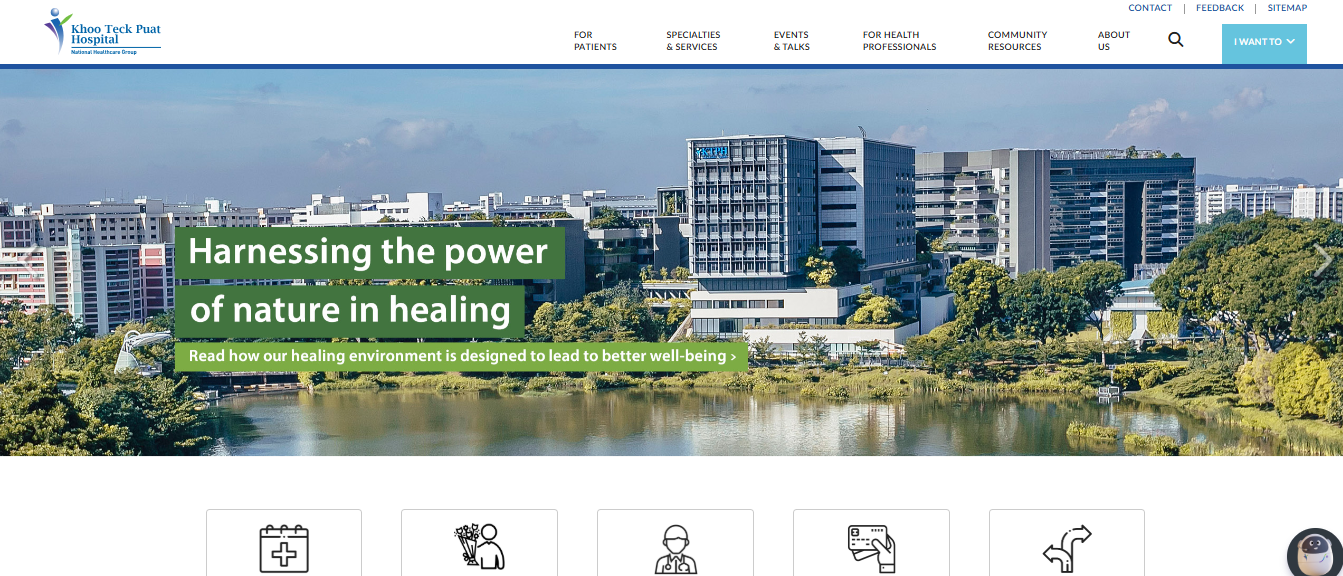 CONTACT | FEEDBACK | SITEMAP
Khoo Teck Puat
Hospital
National Healthcare Group
FOR
PATIENTS
SPECIALTIES
& SERVICES
EVENTS
& TALKS
FOR HEALTH
PROFESSIONALS
COMMUNITY
RESOURCES
ABOUT
US
I WANT TO
KTPH
Harnessing the power
of nature in healing
Read how our healing environment is designed to lead to better well-being >